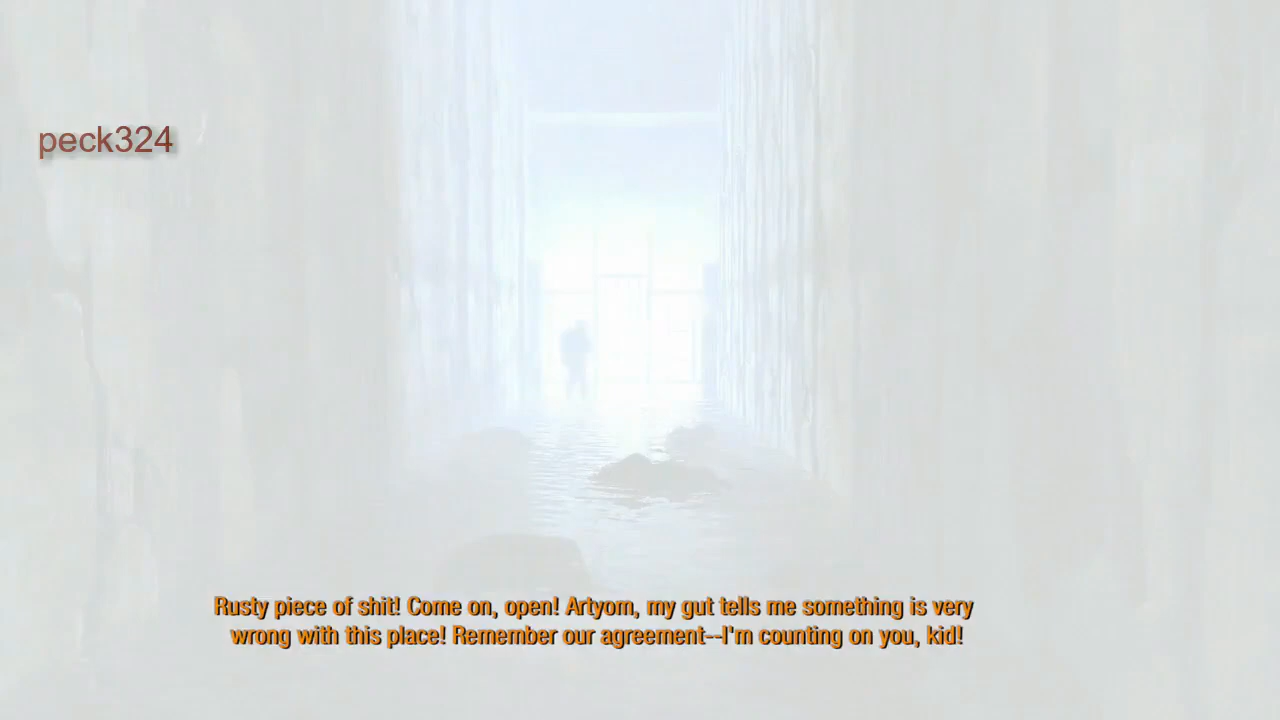 peck324
Rusty piece of shit! Come on, open! Artyom, my gut tells me something is very
wrong with this place! Remember our agreement--I'm counting on you, kid!